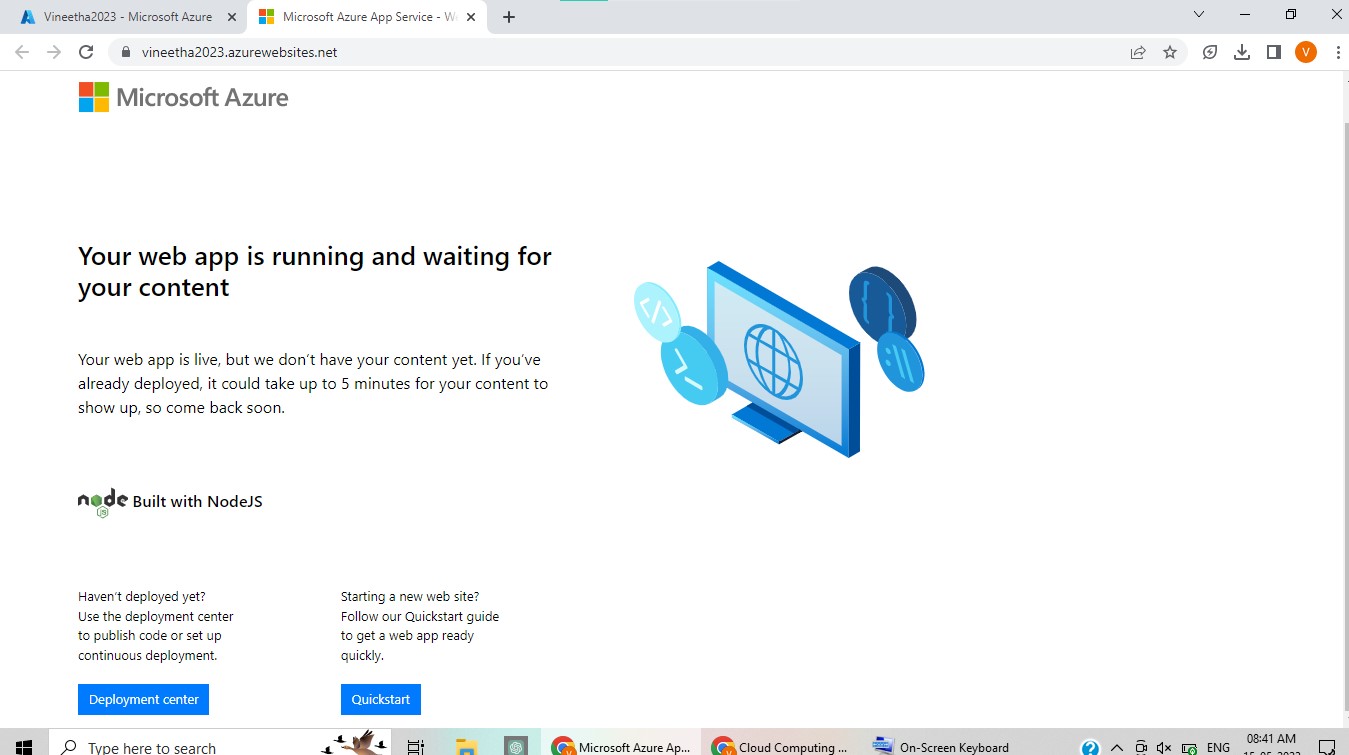 Vineetha2023 - Microsoft Azure
Microsoft Azure App Service - W
vineetha2023.azurewebsites.net
V
Microsoft Azure
Your web app is running and waiting for
your content
Your web app is live, but we don't have your content yet. If you've
already deployed, it could take up to 5 minutes for your content to
show up, so come back soon.
node
JS
Built with NodeJS
Haven't deployed yet?
Use the deployment center
to publish code or set up
continuous deployment.
Deployment center
Starting a new web site?
Follow our Quickstart guide
to get a web app ready
quickly.
Quickstart
Type here to search
Microsoft Azure Ap...
Cloud Computing ...
On-Screen Keyboard
ENG
08:41 AM